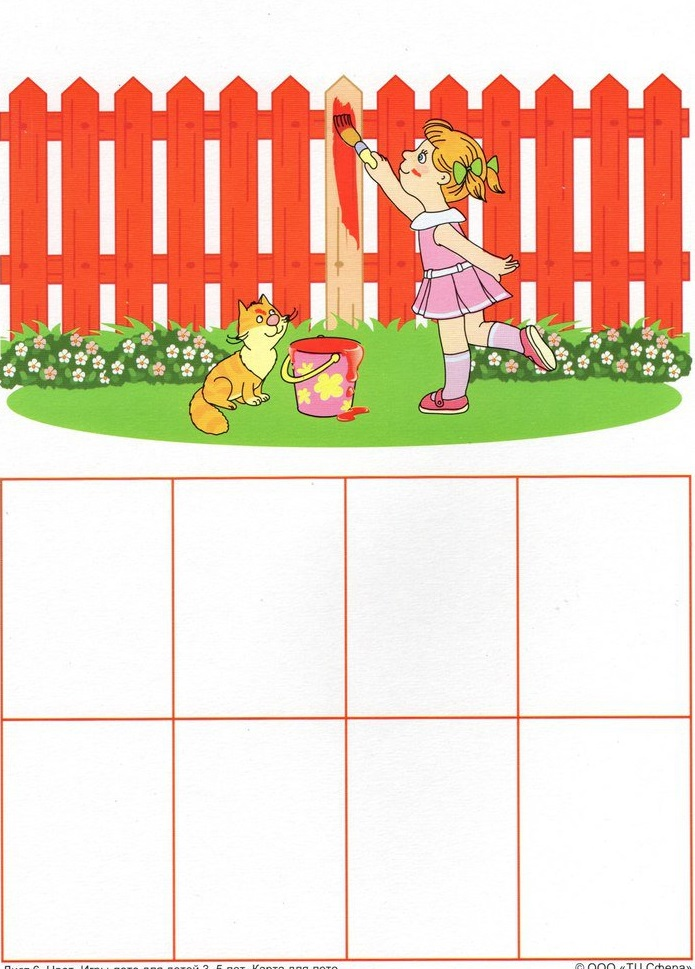 Лист 6. Цвет. Игры-лото для детей 3–5 лет. Карта для лото
© ООО «ТЦ Сфера»